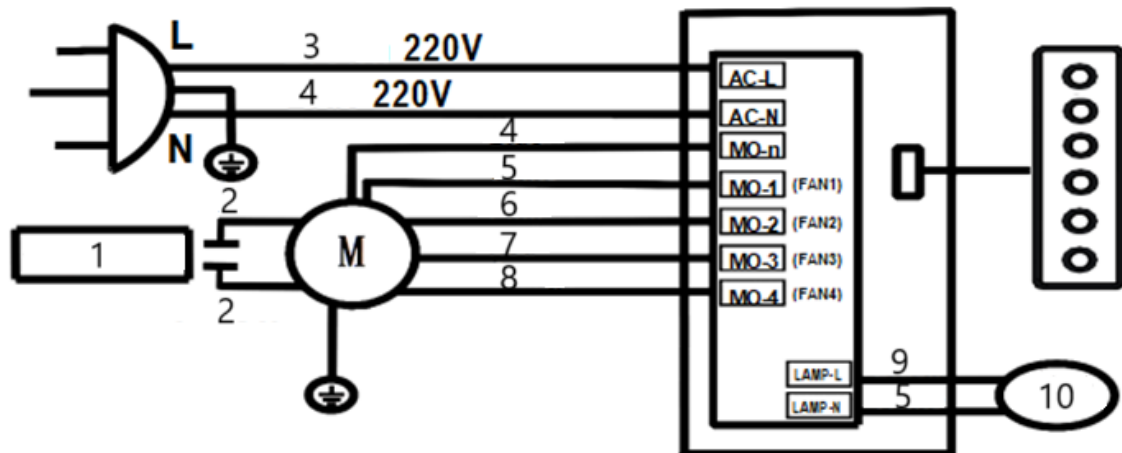 L
3
220V
4
220V
N
AC-L
AC-N
4
MO-n
5
MO-1 (FAN1)
2
6
MO-2 (FAN2)
1
M
7
MO-3 (FAN3)
8
MO-4 (FAN4)
2
9
LAMP-L
5
LAMP-N
10